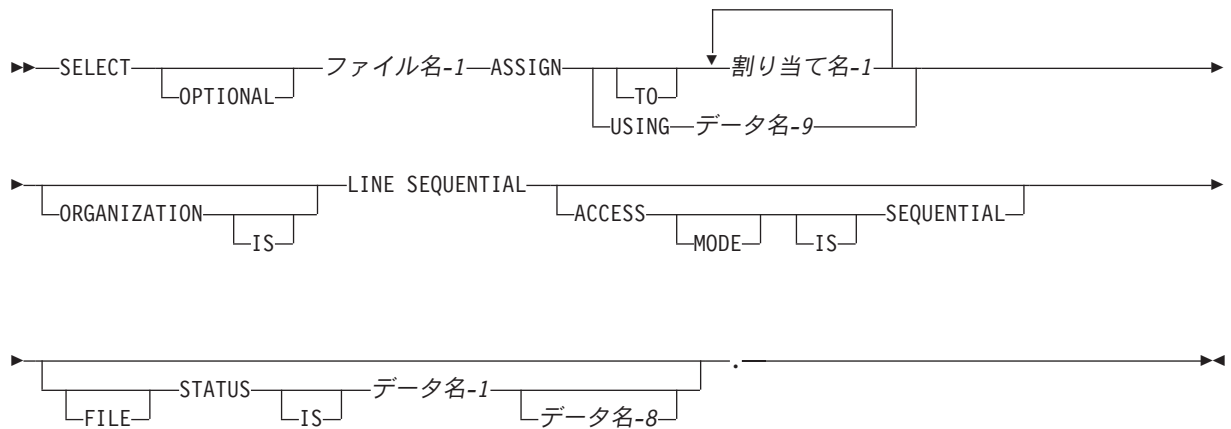 SELECT OPTIONAL ファイル名-1 ASSIGN TO 割り当て名-1
USING データ名-9
ORGANIZATION IS LINE SEQUENTIAL ACCESS MODE IS SEQUENTIAL
FILE STATUS IS データ名-1 データ名-8 .